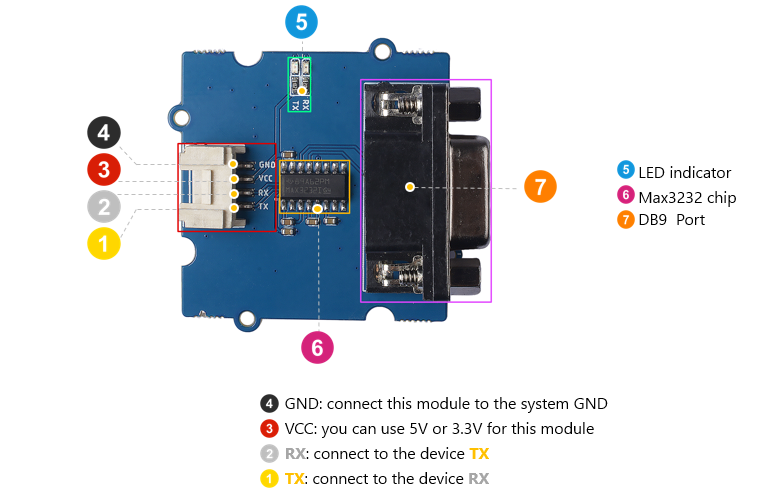 5
TX
RX
4
GND
3
VCC
2
RX
1
TX
7
6
5 LED indicator
6 Max3232 chip
7 DB9 Port
4 GND: connect this module to the system GND
3 VCC: you can use 5V or 3.3V for this module
2 RX: connect to the device TX
1 TX: connect to the device RX